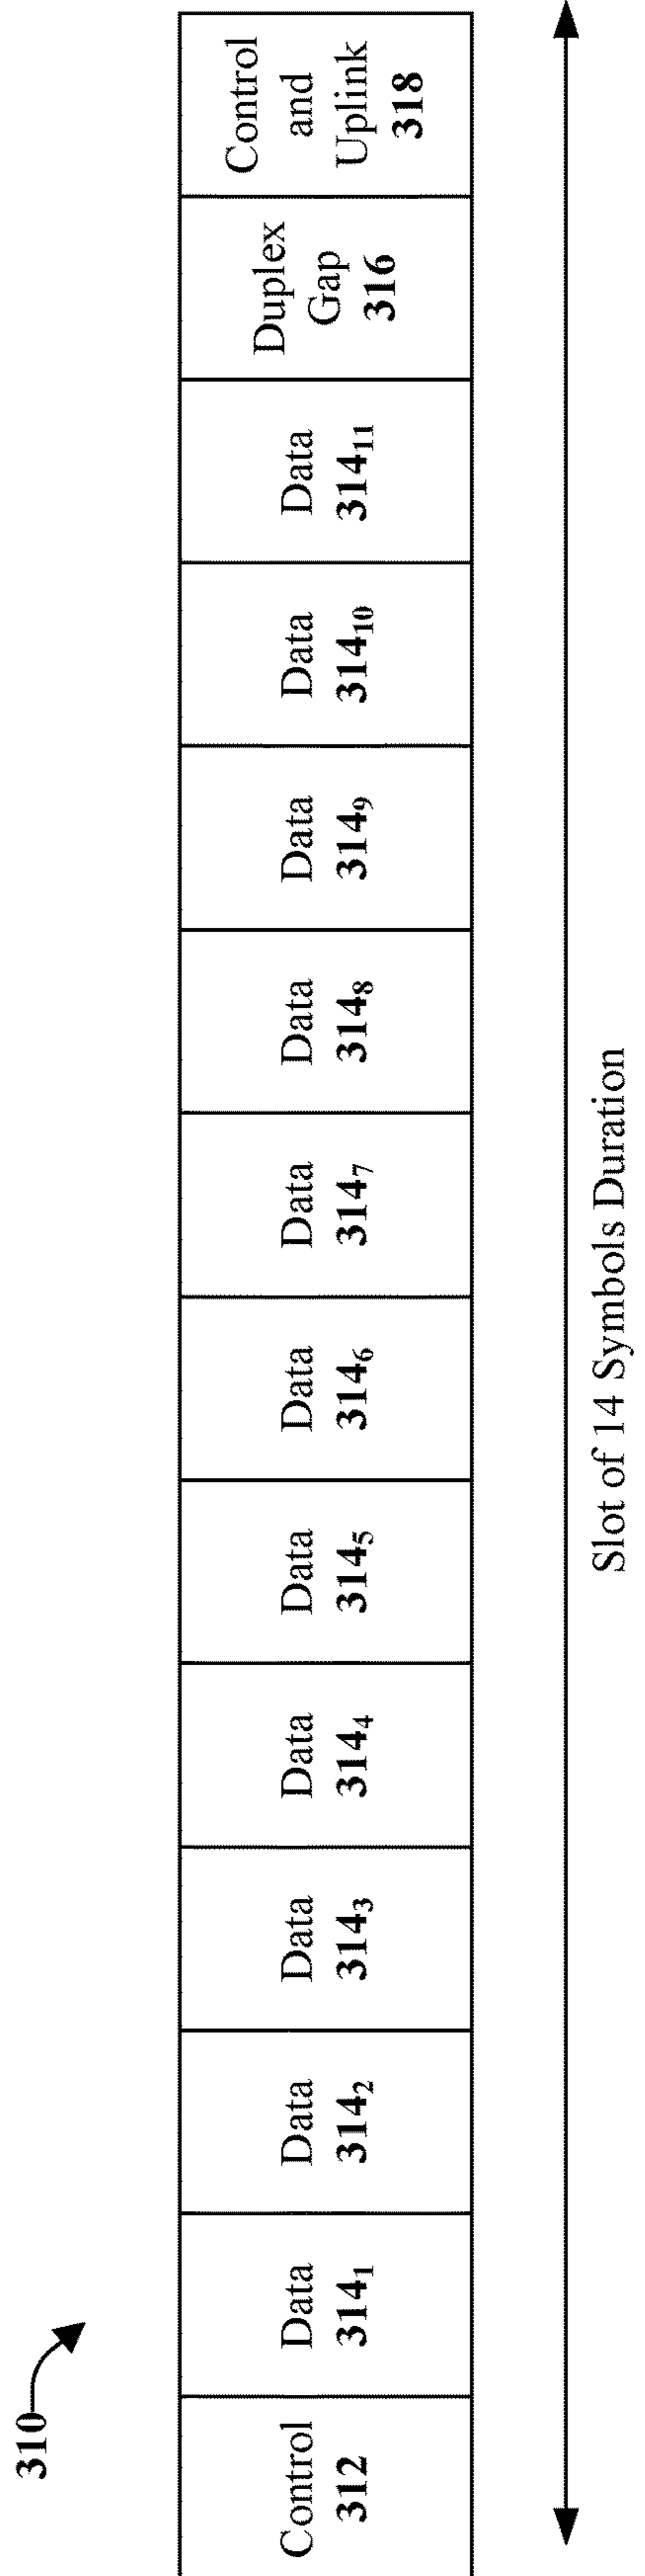 310
Control
312
Data
314₁
Data
314₂
Data
314₃
Data
314₄
Data
314₅
Data
314₆
Data
314₇
Data
314₈
Data
314₉
Data
314₁₀
Data
314₁₁
Duplex
Gap
316
Control
and
Uplink
318
Slot of 14 Symbols Duration